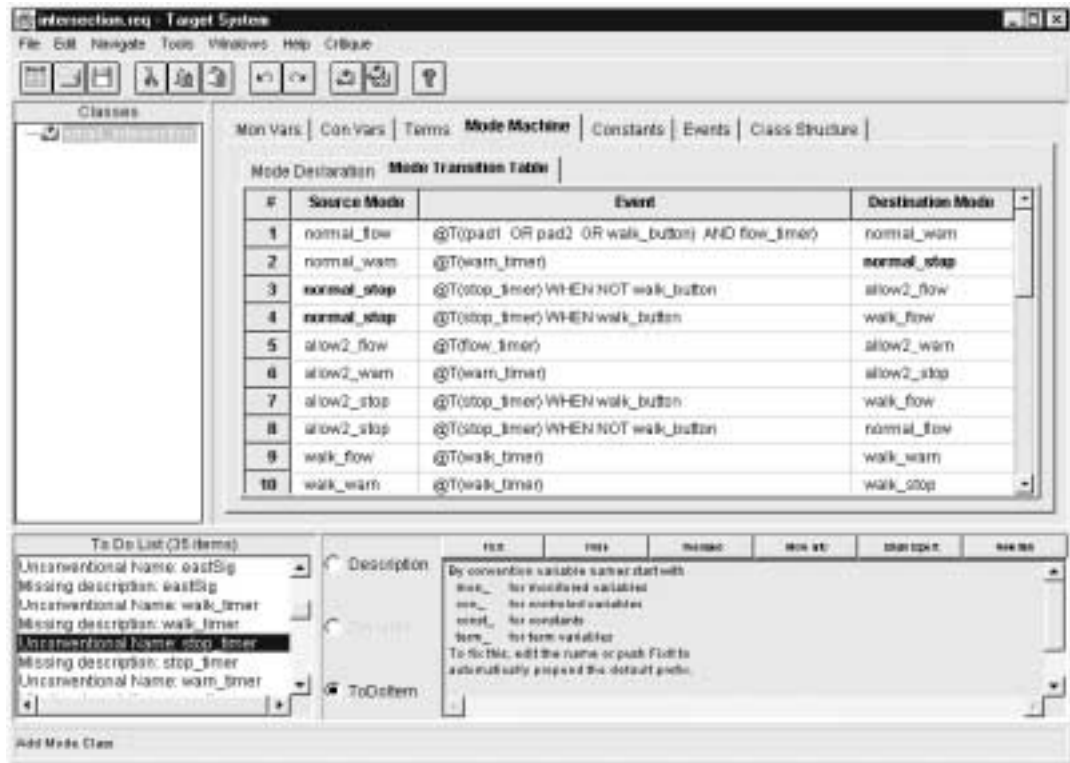 intersection.req - Target System
File Edit Navigate Tools Windows Help Critique
Classes
Mon Vars Con Vars Terms Mode Machine Constants Events Class Structure
Mode Declaration Mode Transition Table
# Source Mode Event Destination Mode
1 normal_flow @T((pad1 OR pad2 OR walk_button) AND flow_timer) normal_warn
2 normal_warn @T(warn_timer) normal_stop
3 normal_stop @T(stop_timer) WHEN NOT walk_button allow2_flow
4 normal_stop @T(stop_timer) WHEN walk_button walk_flow
5 allow2_flow @T(flow_timer) allow2_warn
6 allow2_warn @T(warn_timer) allow2_stop
7 allow2_stop @T(stop_timer) WHEN walk_button walk_flow
8 allow2_stop @T(stop_timer) WHEN NOT walk_button normal_flow
9 walk_flow @T(walk_timer) walk_warn
10 walk_warn @T(walk_timer) walk_stop
To Do List (35 items)
Unconventional Name: eastSig
Missing description: eastSig
Unconventional Name: walk_timer
Missing description: walk_timer
Unconventional Name: stop_timer
Missing description: stop_timer
Unconventional Name: warn_timer
Description
ToDoItem
By convention variable names start with
mon_ for monitored variables
con_ for controlled variables
const_ for constants
term_ for term variables
To fix this, edit the name or push FixIt to
automatically prepend the default prefix.
Add Mode Class